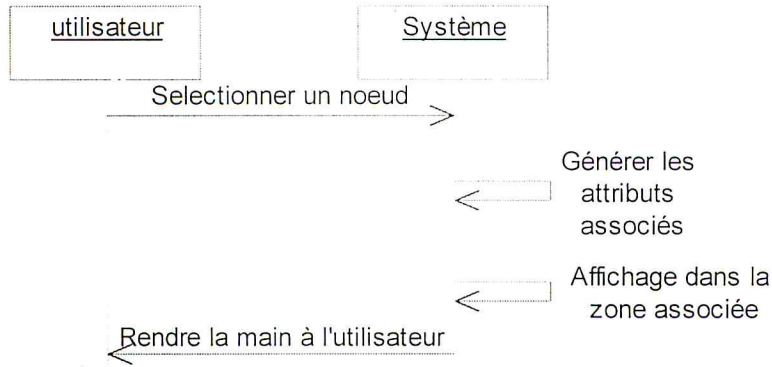 utilisateur
Système
Selectionner un noeud
Générer les
attributs
associés
Affichage dans la
zone associée
Rendre la main à l'utilisateur